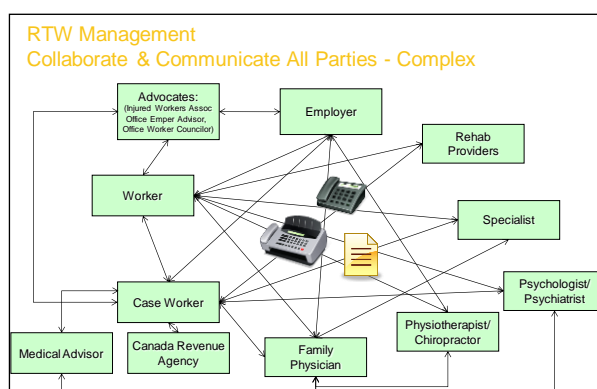 RTW Management
Collaborate & Communicate All Parties - Complex
Advocates:
(Injured Workers Assoc
Office Emper Advisor,
Office Worker Councilor)
Employer
Rehab
Providers
Worker
Specialist
Case Worker
Psychologist/
Psychiatrist
Physiotherapist/
Chiropractor
Medical Advisor
Canada Revenue
Agency
Family
Physician